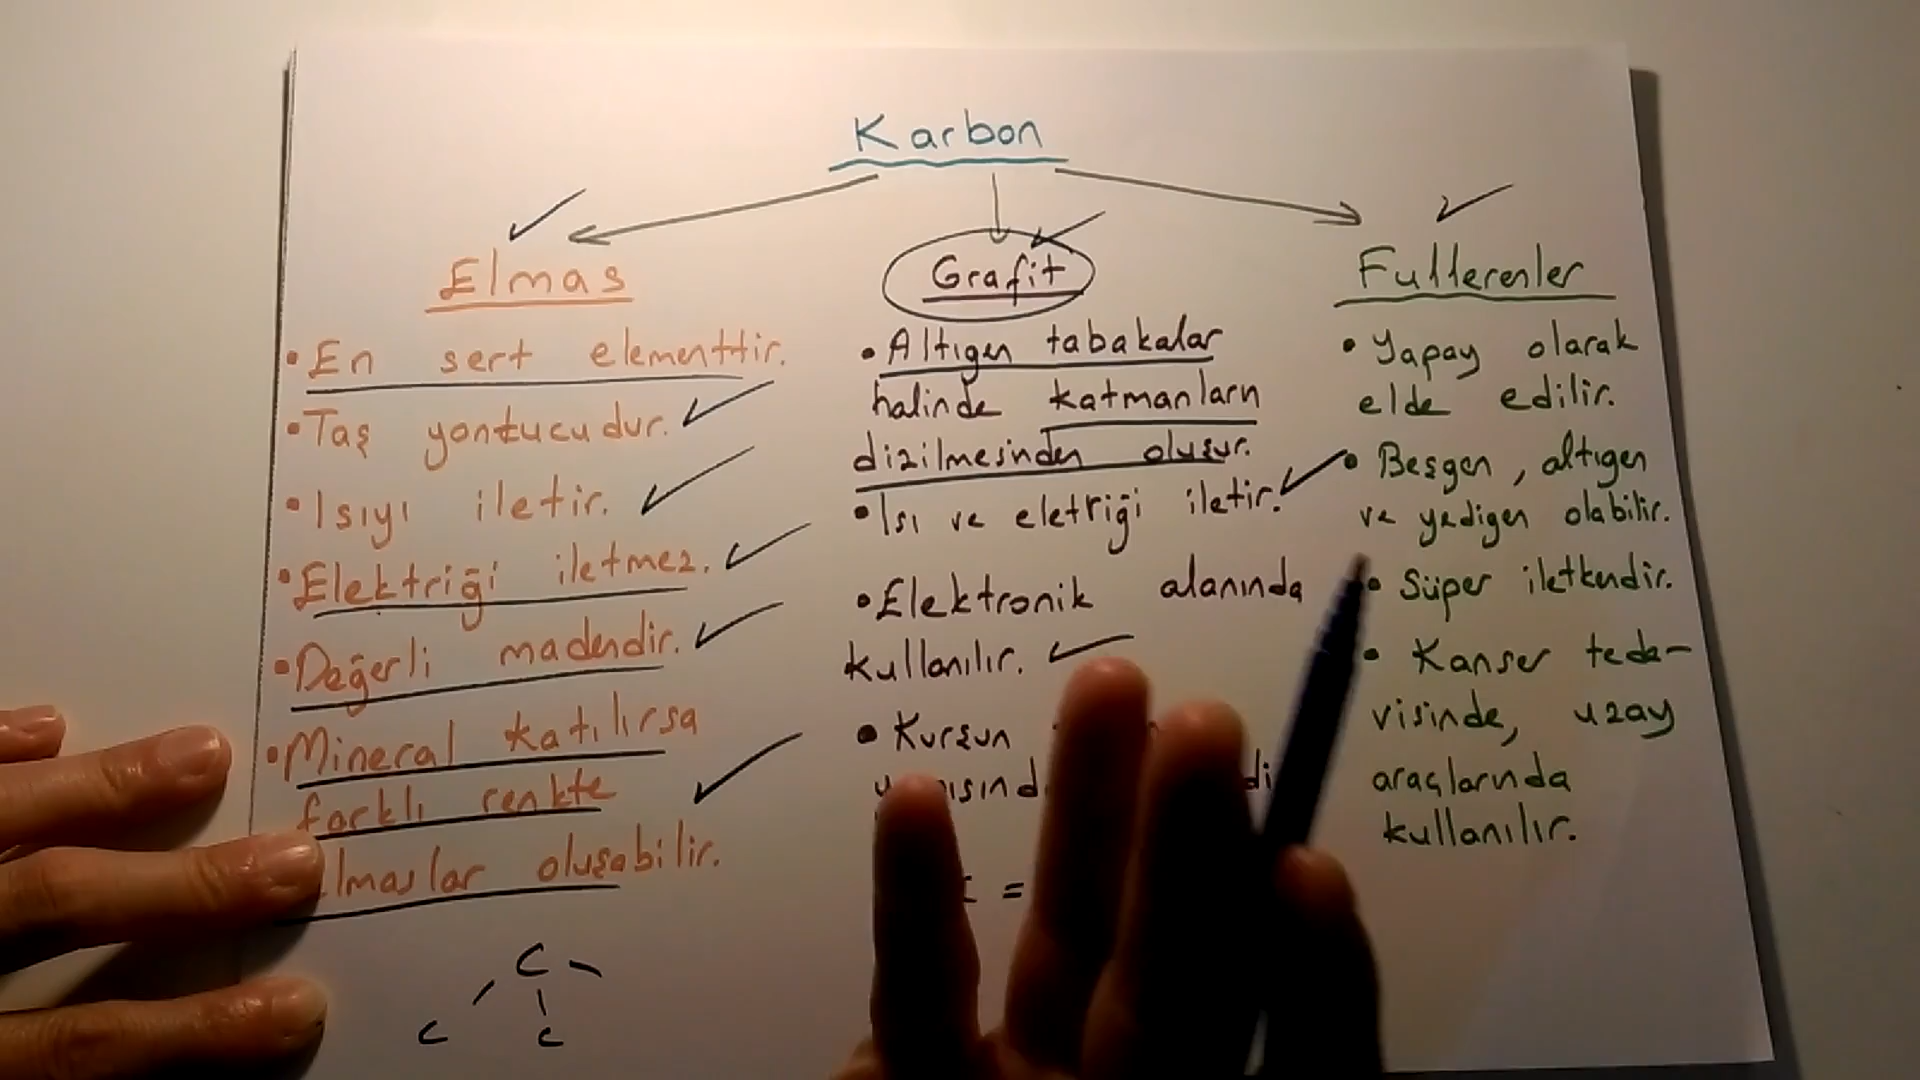 Karbon
Elmas
• En sert elementtir.
• Taş yontucudur.
• Isıyı iletir.
• Elektriği iletmez.
• Değerli madendir.
• Mineral katılırsa
farklı renkte
elmaslar oluşabilir.
C
C C
Grafit
• Altıgen tabakalar
halinde katmanların
dizilmesinden oluşur.
• Isı ve eletriği iletir.
• Elektronik alanında
kullanılır.
• Kurşun
=
Fullerenler
• Yapay olarak
elde edilir.
• Beşgen, altıgen
ve yedigen olabilir.
• Süper iletkendir.
• Kanser teda-
visinde, uzay
araçlarında
kullanılır.